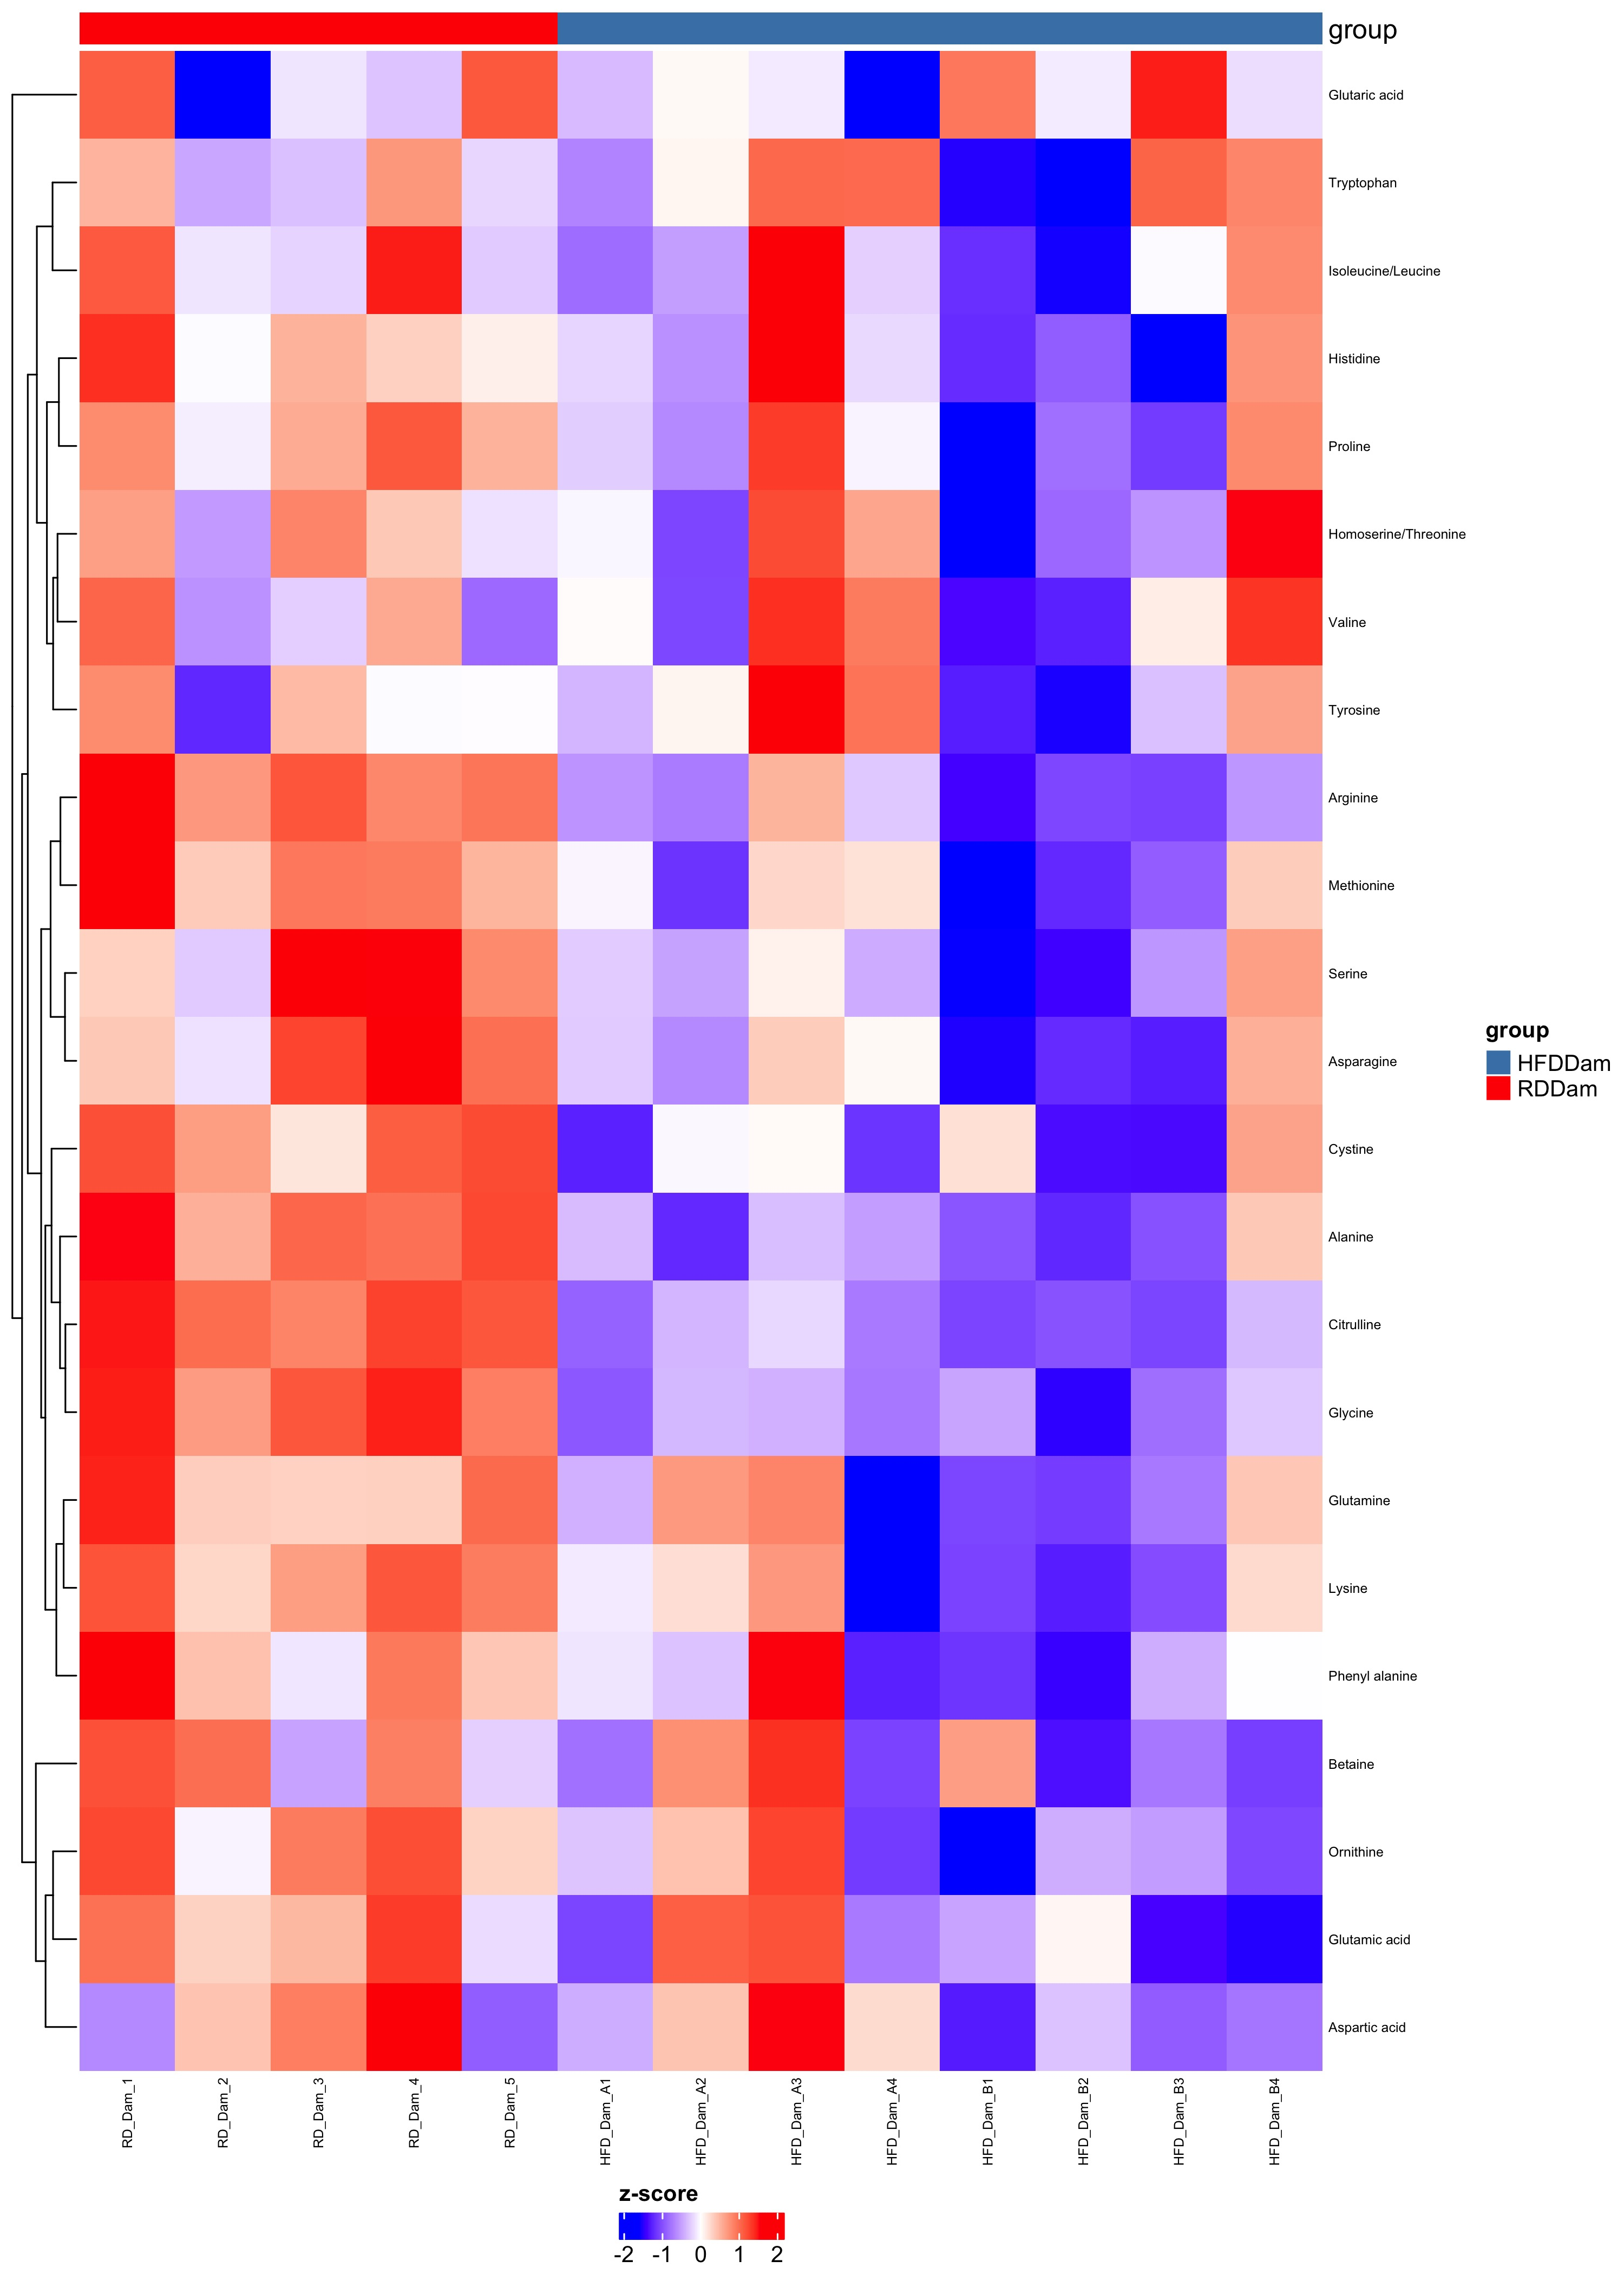 group
Glutaric acid
Tryptophan
Isoleucine/Leucine
Histidine
Proline
Homoserine/Threonine
Valine
Tyrosine
Arginine
Methionine
Serine
Asparagine
Cystine
Alanine
Citrulline
Glycine
Glutamine
Lysine
Phenyl alanine
Betaine
Ornithine
Glutamic acid
Aspartic acid
group
HFDDam
RDDam
RD_Dam_1
RD_Dam_2
RD_Dam_3
RD_Dam_4
RD_Dam_5
HFD_Dam_A1
HFD_Dam_A2
HFD_Dam_A3
HFD_Dam_A4
HFD_Dam_B1
HFD_Dam_B2
HFD_Dam_B3
HFD_Dam_B4
z-score
-2 -1 0 1 2